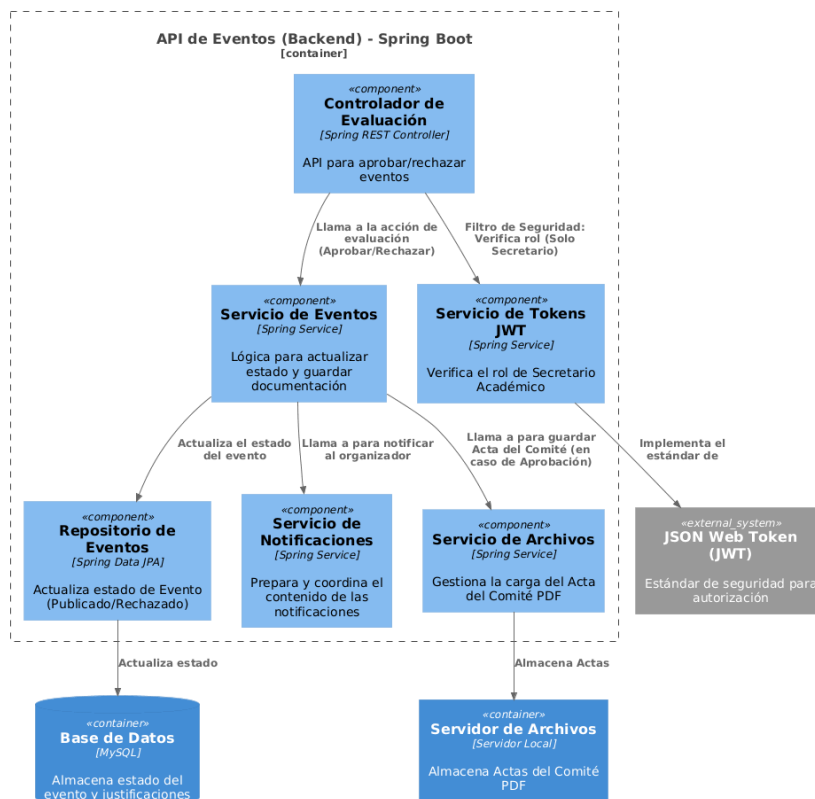 API de Eventos (Backend) - Spring Boot
[container]
«component»
Controlador de
Evaluación
[Spring REST Controller]
API para aprobar/rechazar
eventos
Llama a la acción de
evaluación
(Aprobar/Rechazar)
Filtro de Seguridad:
Verifica rol (Solo
Secretario)
«component»
Servicio de Eventos
[Spring Service]
Lógica para actualizar
estado y guardar
documentación
«component»
Servicio de Tokens
JWT
[Spring Service]
Verifica el rol de Secretario
Académico
Actualiza el estado
del evento
Llama a para notificar
al organizador
Llama a para guardar
Acta del Comité (en
caso de Aprobación)
Implementa el
estándar de
«component»
Repositorio de
Eventos
[Spring Data JPA]
Actualiza estado de Evento
(Publicado/Rechazado)
«component»
Servicio de
Notificaciones
[Spring Service]
Prepara y coordina el
contenido de las
notificaciones
«component»
Servicio de Archivos
[Spring Service]
Gestiona la carga del Acta
del Comité PDF
«external_system»
JSON Web Token
(JWT)
Estándar de seguridad para
autorización
Actualiza estado
Almacena Actas
«container»
Base de Datos
[MySQL]
Almacena estado del
evento y justificaciones
«container»
Servidor de Archivos
[Servidor Local]
Almacena Actas del Comité
PDF